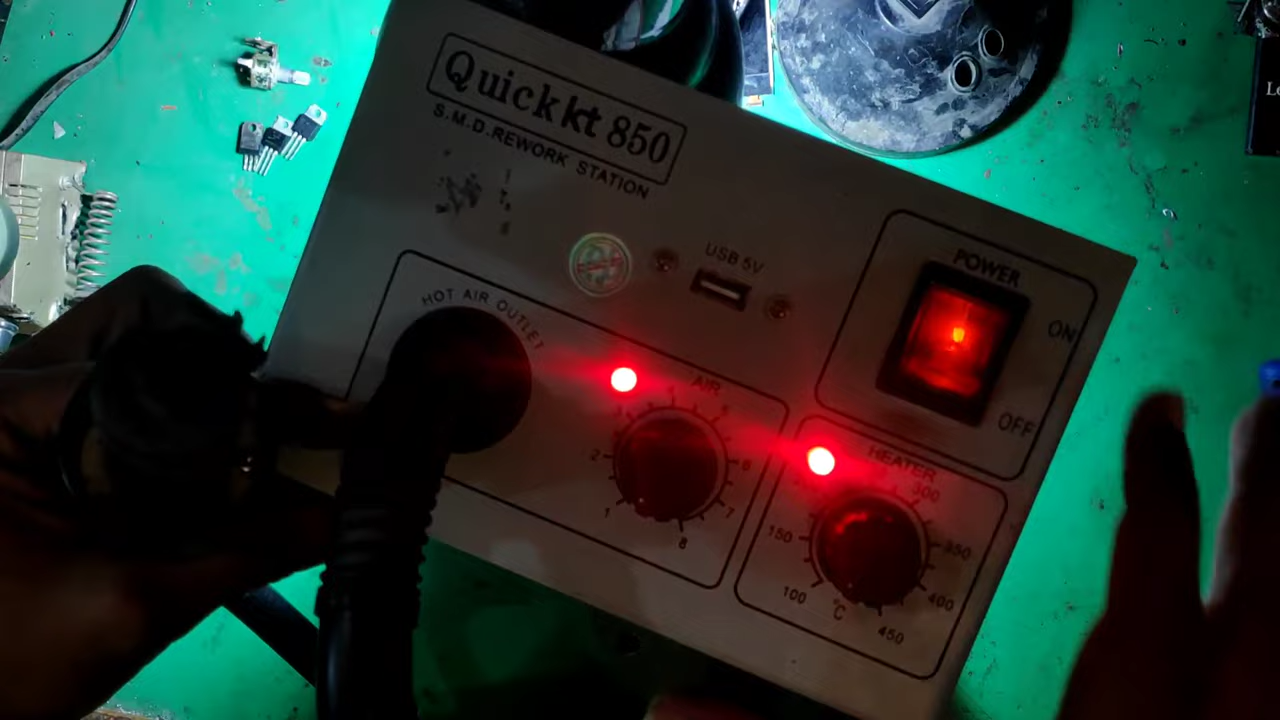 Quick kt 850
S.M.D. REWORK STATION
USB 5V
POWER
ON
OFF
HOT AIR OUTLET
AIR
1
2
6
7
8
HEATER
100
150
300
350
400
450
°C